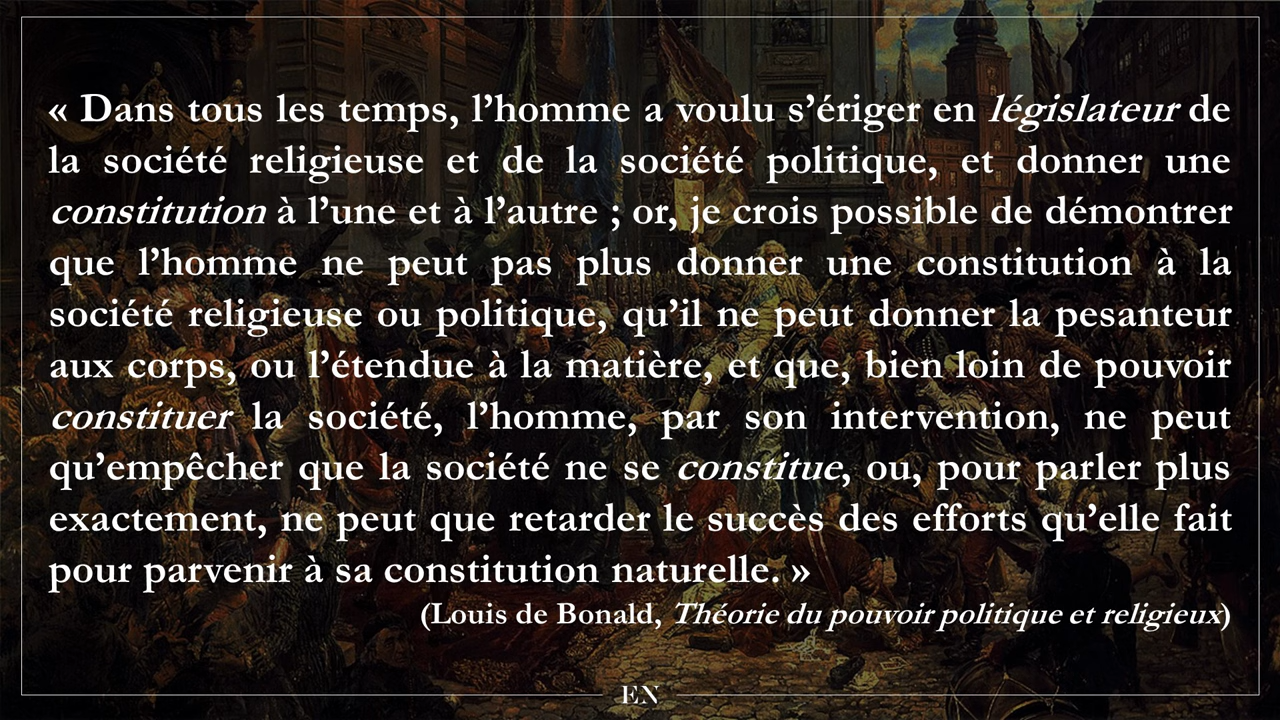 « Dans tous les temps, l’homme a voulu s’ériger en législateur de
la société religieuse et de la société politique, et donner une
constitution à l’une et à l’autre ; or, je crois possible de démontrer
que l’homme ne peut pas plus donner une constitution à la
société religieuse ou politique, qu’il ne peut donner la pesanteur
aux corps, ou l’étendue à la matière, et que, bien loin de pouvoir
constituer la société, l’homme, par son intervention, ne peut
qu’empêcher que la société ne se constitue, ou, pour parler plus
exactement, ne peut que retarder le succès des efforts qu’elle fait
pour parvenir à sa constitution naturelle. »
(Louis de Bonald, Théorie du pouvoir politique et religieux)
EN